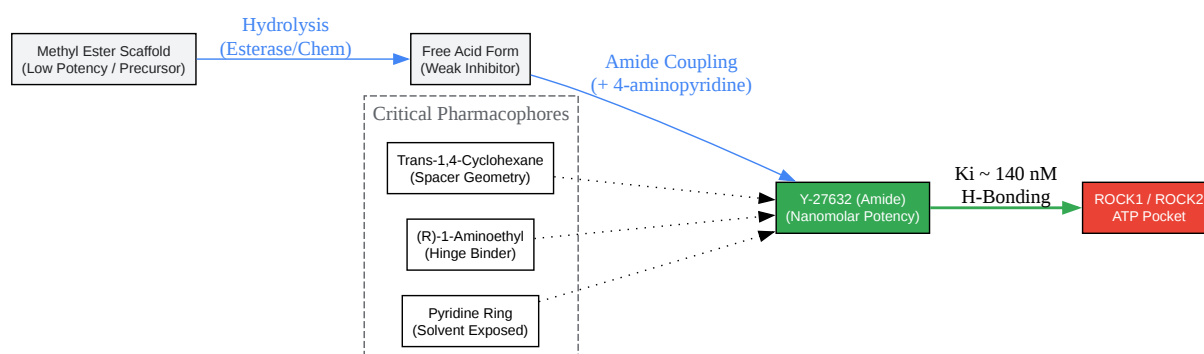 Methyl Ester Scaffold
(Low Potency / Precursor)
Hydrolysis
(Esterase/Chem)
Free Acid Form
(Weak Inhibitor)
Amide Coupling
(+ 4-aminopyridine)
Critical Pharmacophores
Trans-1,4-Cyclohexane
(Spacer Geometry)
(R)-1-Aminoethyl
(Hinge Binder)
Pyridine Ring
(Solvent Exposed)
Y-27632 (Amide)
(Nanomolar Potency)
Ki ~ 140 nM
H-Bonding
ROCK1 / ROCK2
ATP Pocket